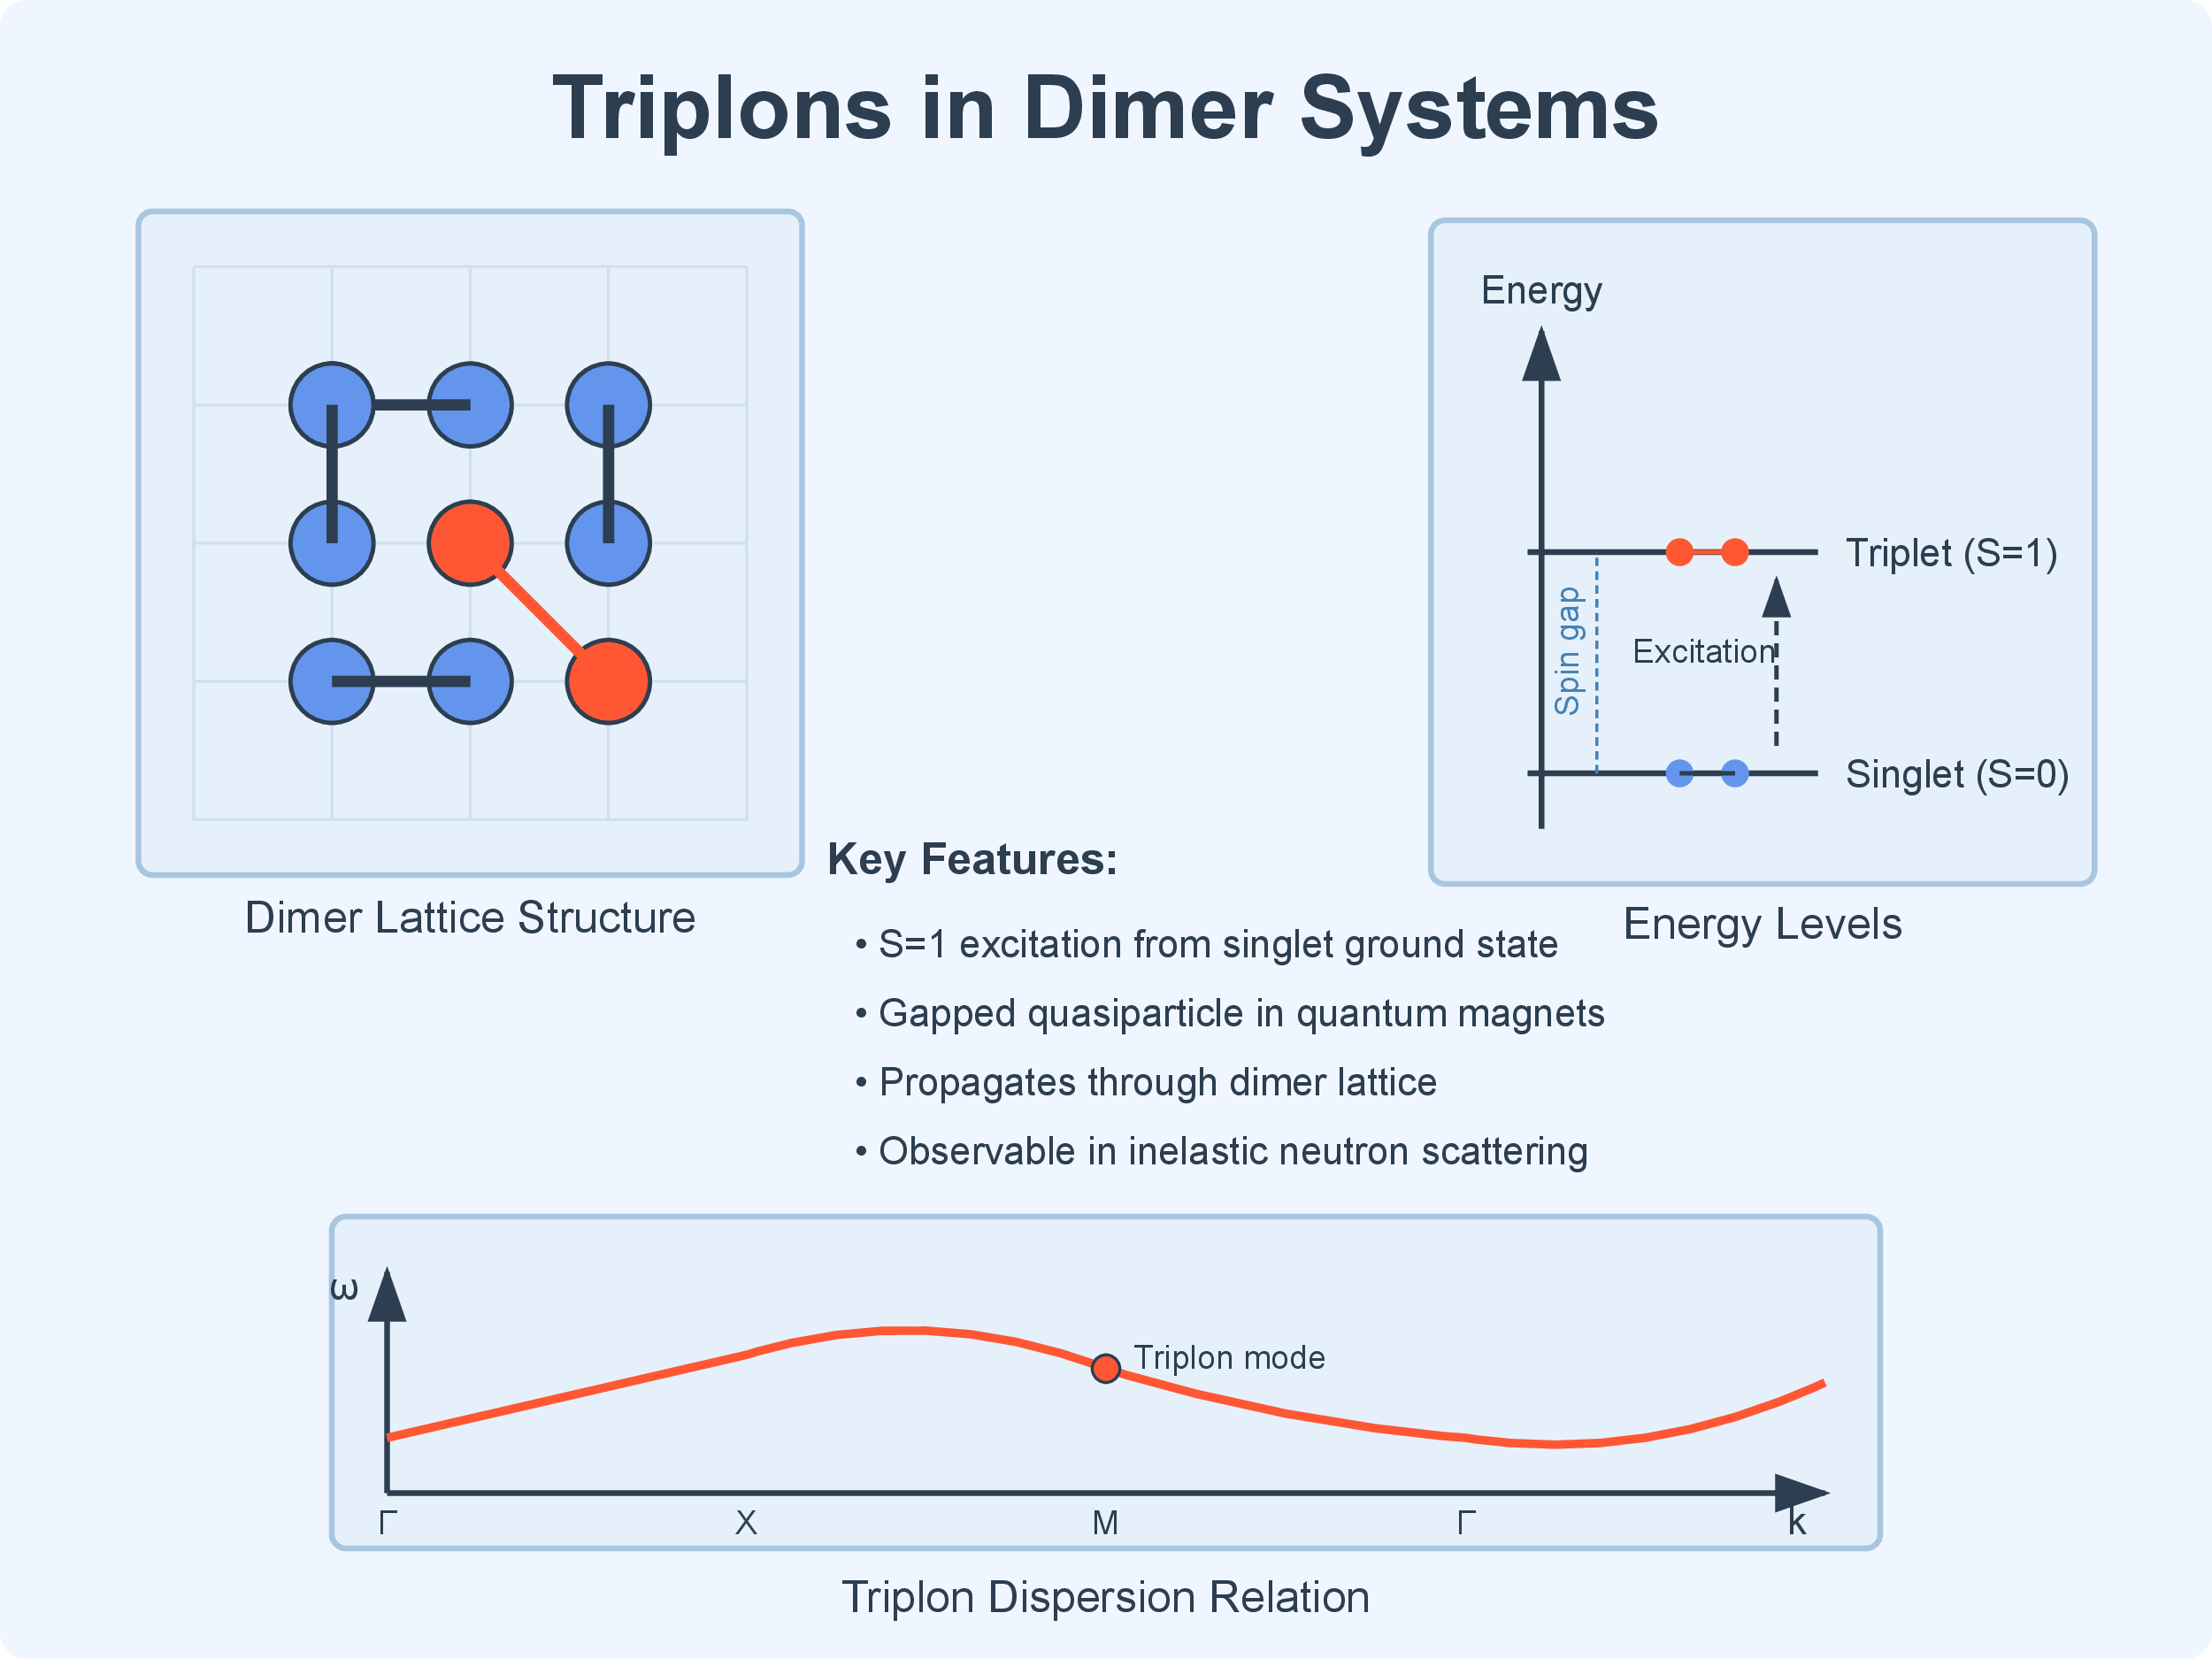 Triplons in Dimer Systems
Dimer Lattice Structure
Energy
Triplet (S=1)
Spin gap
Excitation
Singlet (S=0)
Energy Levels
Key Features:
• S=1 excitation from singlet ground state
• Gapped quasiparticle in quantum magnets
• Propagates through dimer lattice
• Observable in inelastic neutron scattering
ω
Triplon mode
Γ X M Γ k
Triplon Dispersion Relation